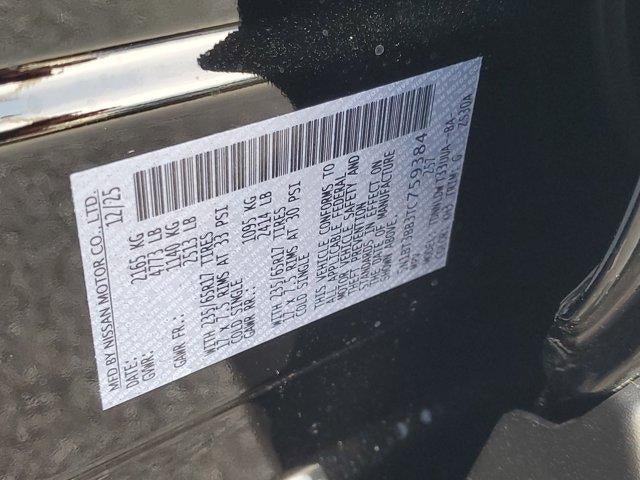 MFD BY NISSAN MOTOR CO., LTD.
DATE: 12/25
GVWR: 2165 KG
4773 LB
GAWR FR.: 1140 KG
2513 LB
WITH 235/65R17 TIRES
17 X 7.5 RIMS AT 33 PSI
COLD SINGLE
GAWR RR.: 1095 KG
2414 LB
WITH 235/65R17 TIRES
17 X 7.5 RIMS AT 30 PSI
COLD SINGLE
THIS VEHICLE CONFORMS TO
ALL APPLICABLE FEDERAL
MOTOR VEHICLE SAFETY AND
THEFT PREVENTION
STANDARDS IN EFFECT ON
THE DATE OF MANUFACTURE
SHOWN ABOVE.
MPV
MODEL:
COLOR: TRIM: G